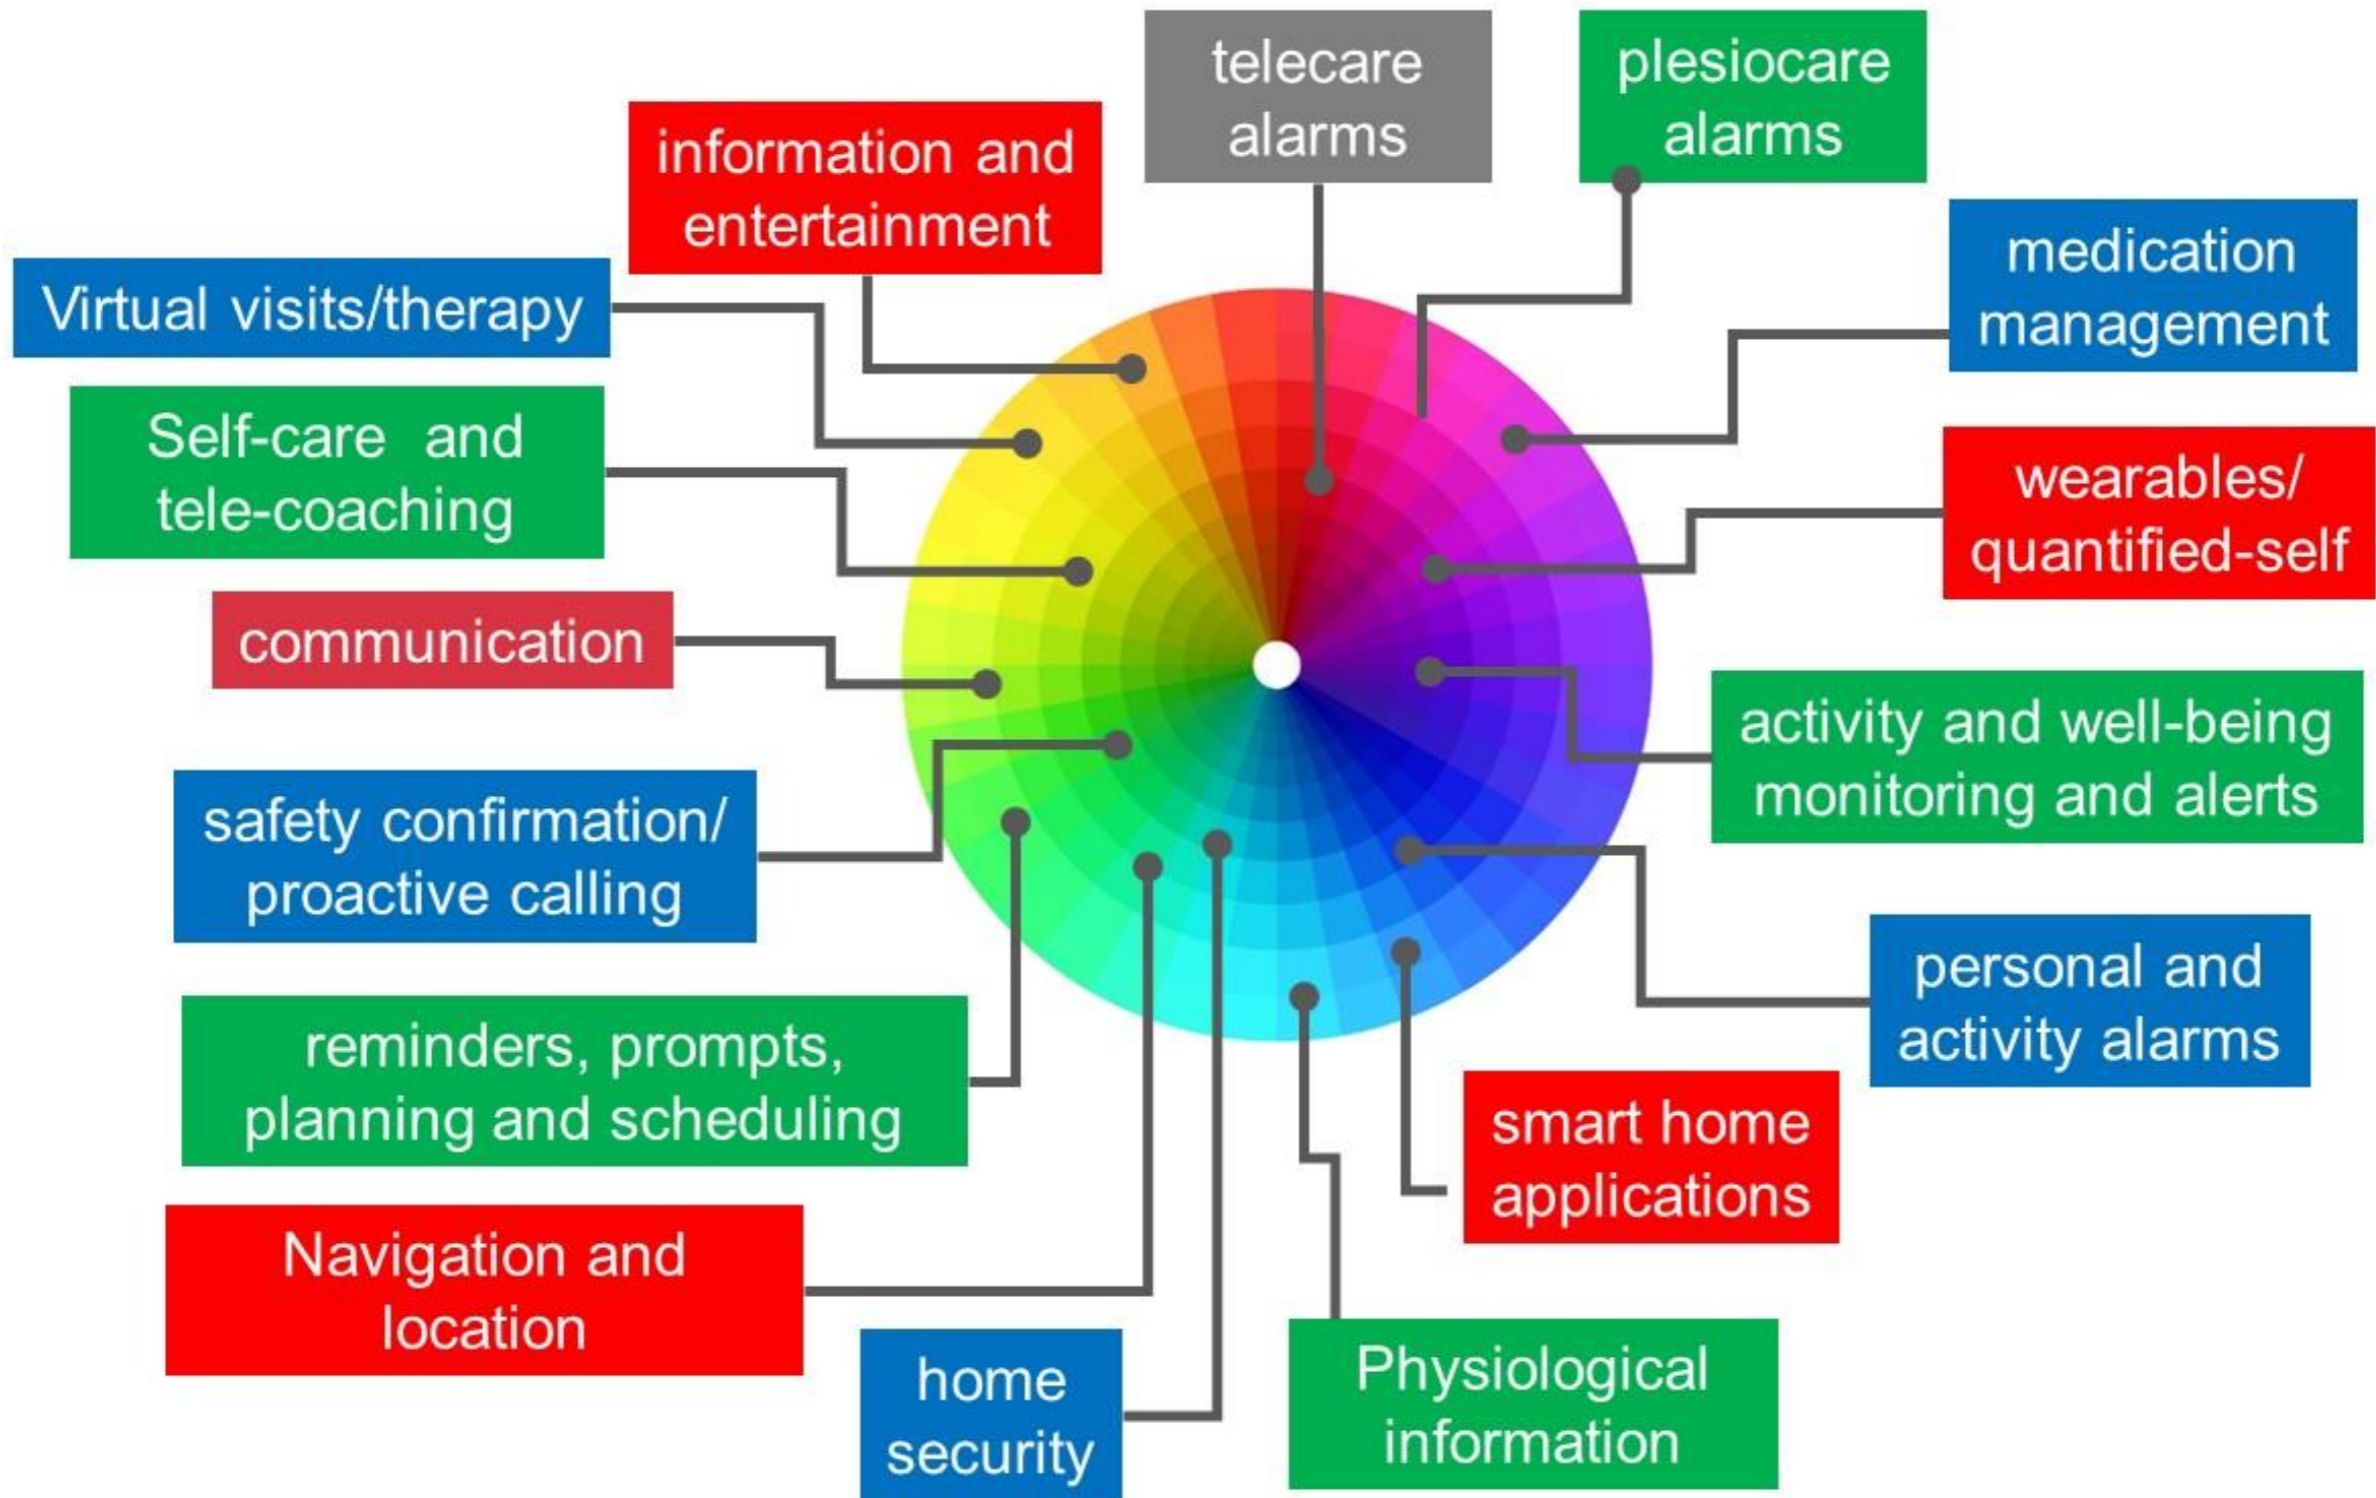 telecare
alarms
plesiocare
alarms
information and
entertainment
medication
management
Virtual visits/therapy
Self-care and
tele-coaching
wearables/
quantified-self
communication
activity and well-being
monitoring and alerts
safety confirmation/
proactive calling
personal and
activity alarms
reminders, prompts,
planning and scheduling
smart home
applications
Navigation and
location
home
security
Physiological
information